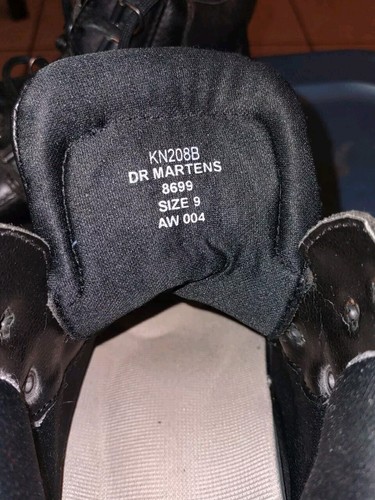 KN208B
DR MARTENS
8699
SIZE 9
AW 004